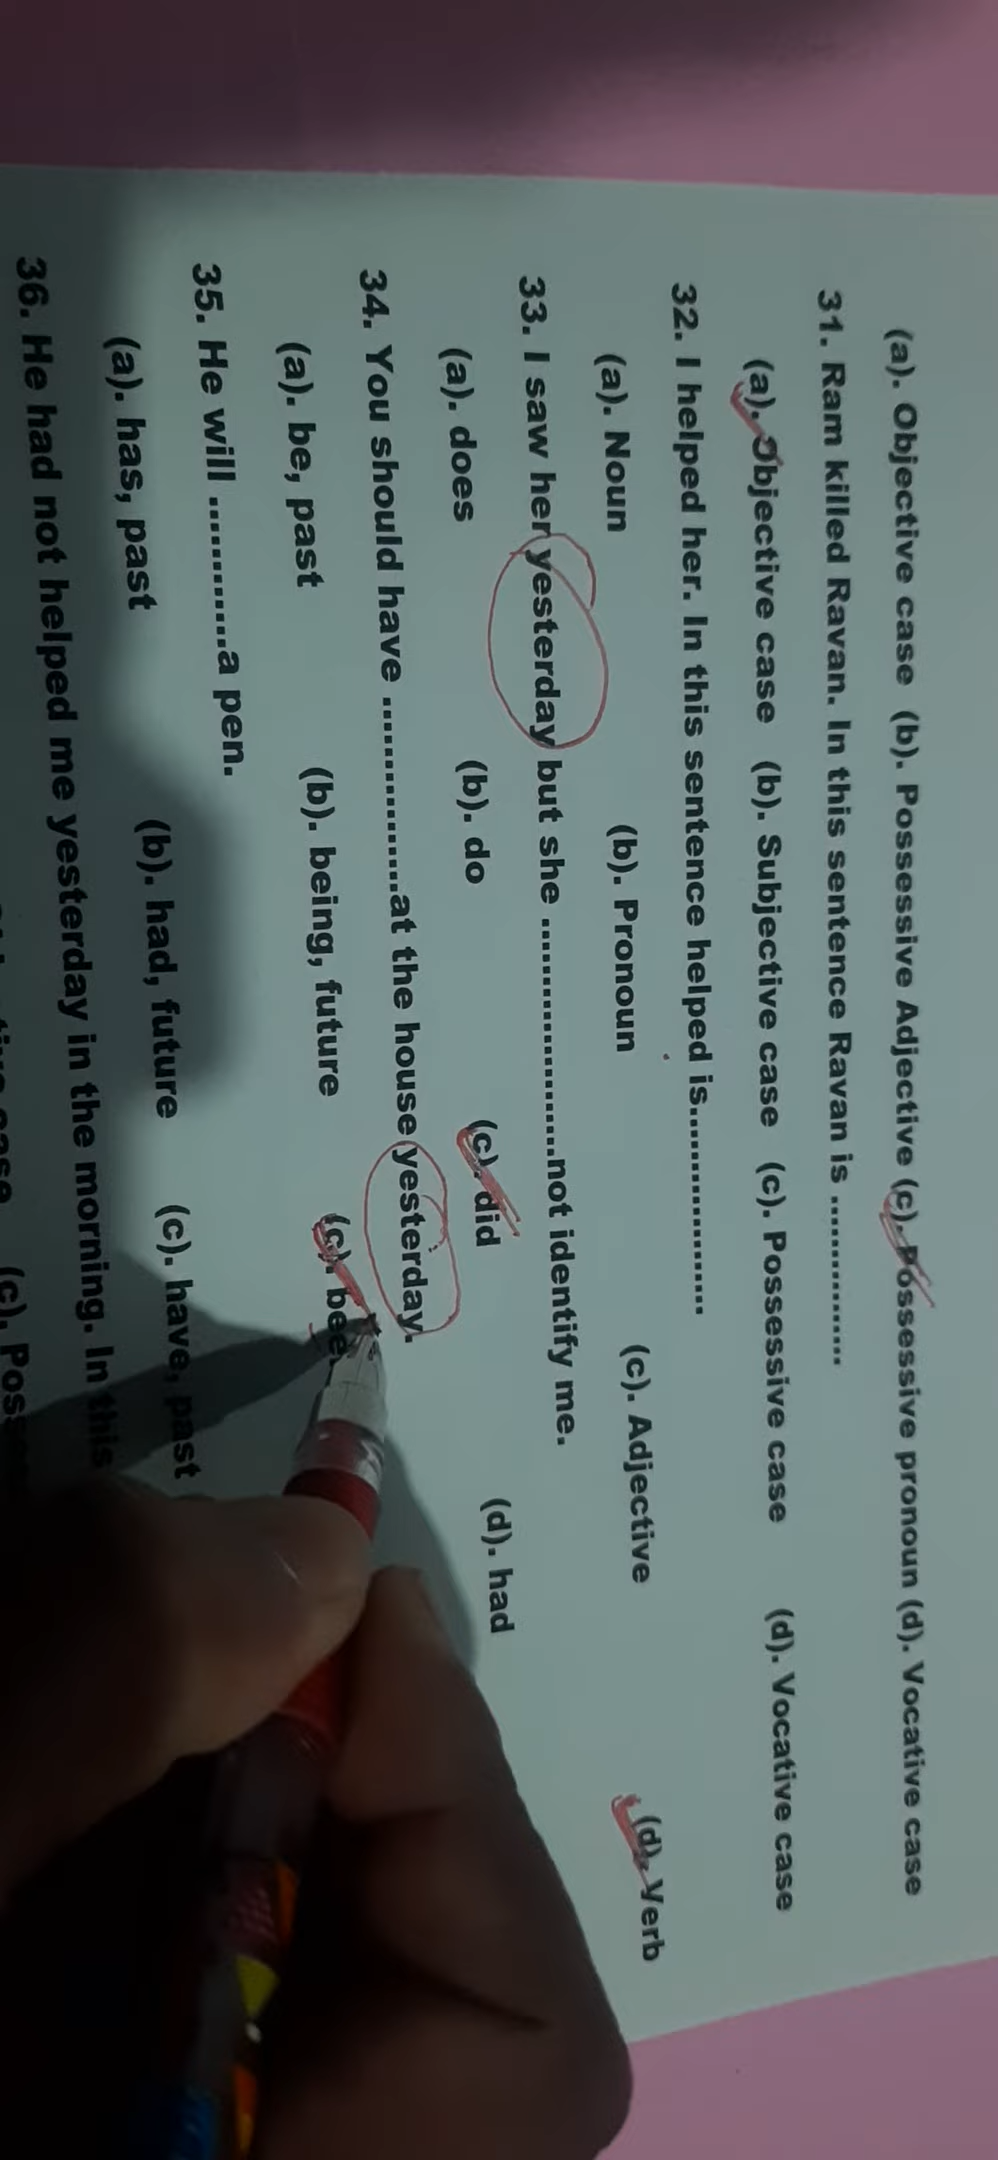 (a). Objective case (b). Possessive Adjective (c). Possessive pronoun (d). Vocative case
31. Ram killed Ravan. In this sentence Ravan is ..............
(a). Objective case (b). Subjective case (c). Possessive case (d). Vocative case
32. I helped her. In this sentence helped is..................
(a). Noun (b). Pronoun (c). Adjective (d). Verb
33. I saw her yesterday but she ....................not identify me.
(a). does (b). do (c). did (d). had
34. You should have ................at the house yesterday.
(a). be, past (b). being, future (c).
35. He will ............a pen.
(a). has, past (b). had, future (c). have, past
36. He had not helped me yesterday in the morning. In this
case (c).